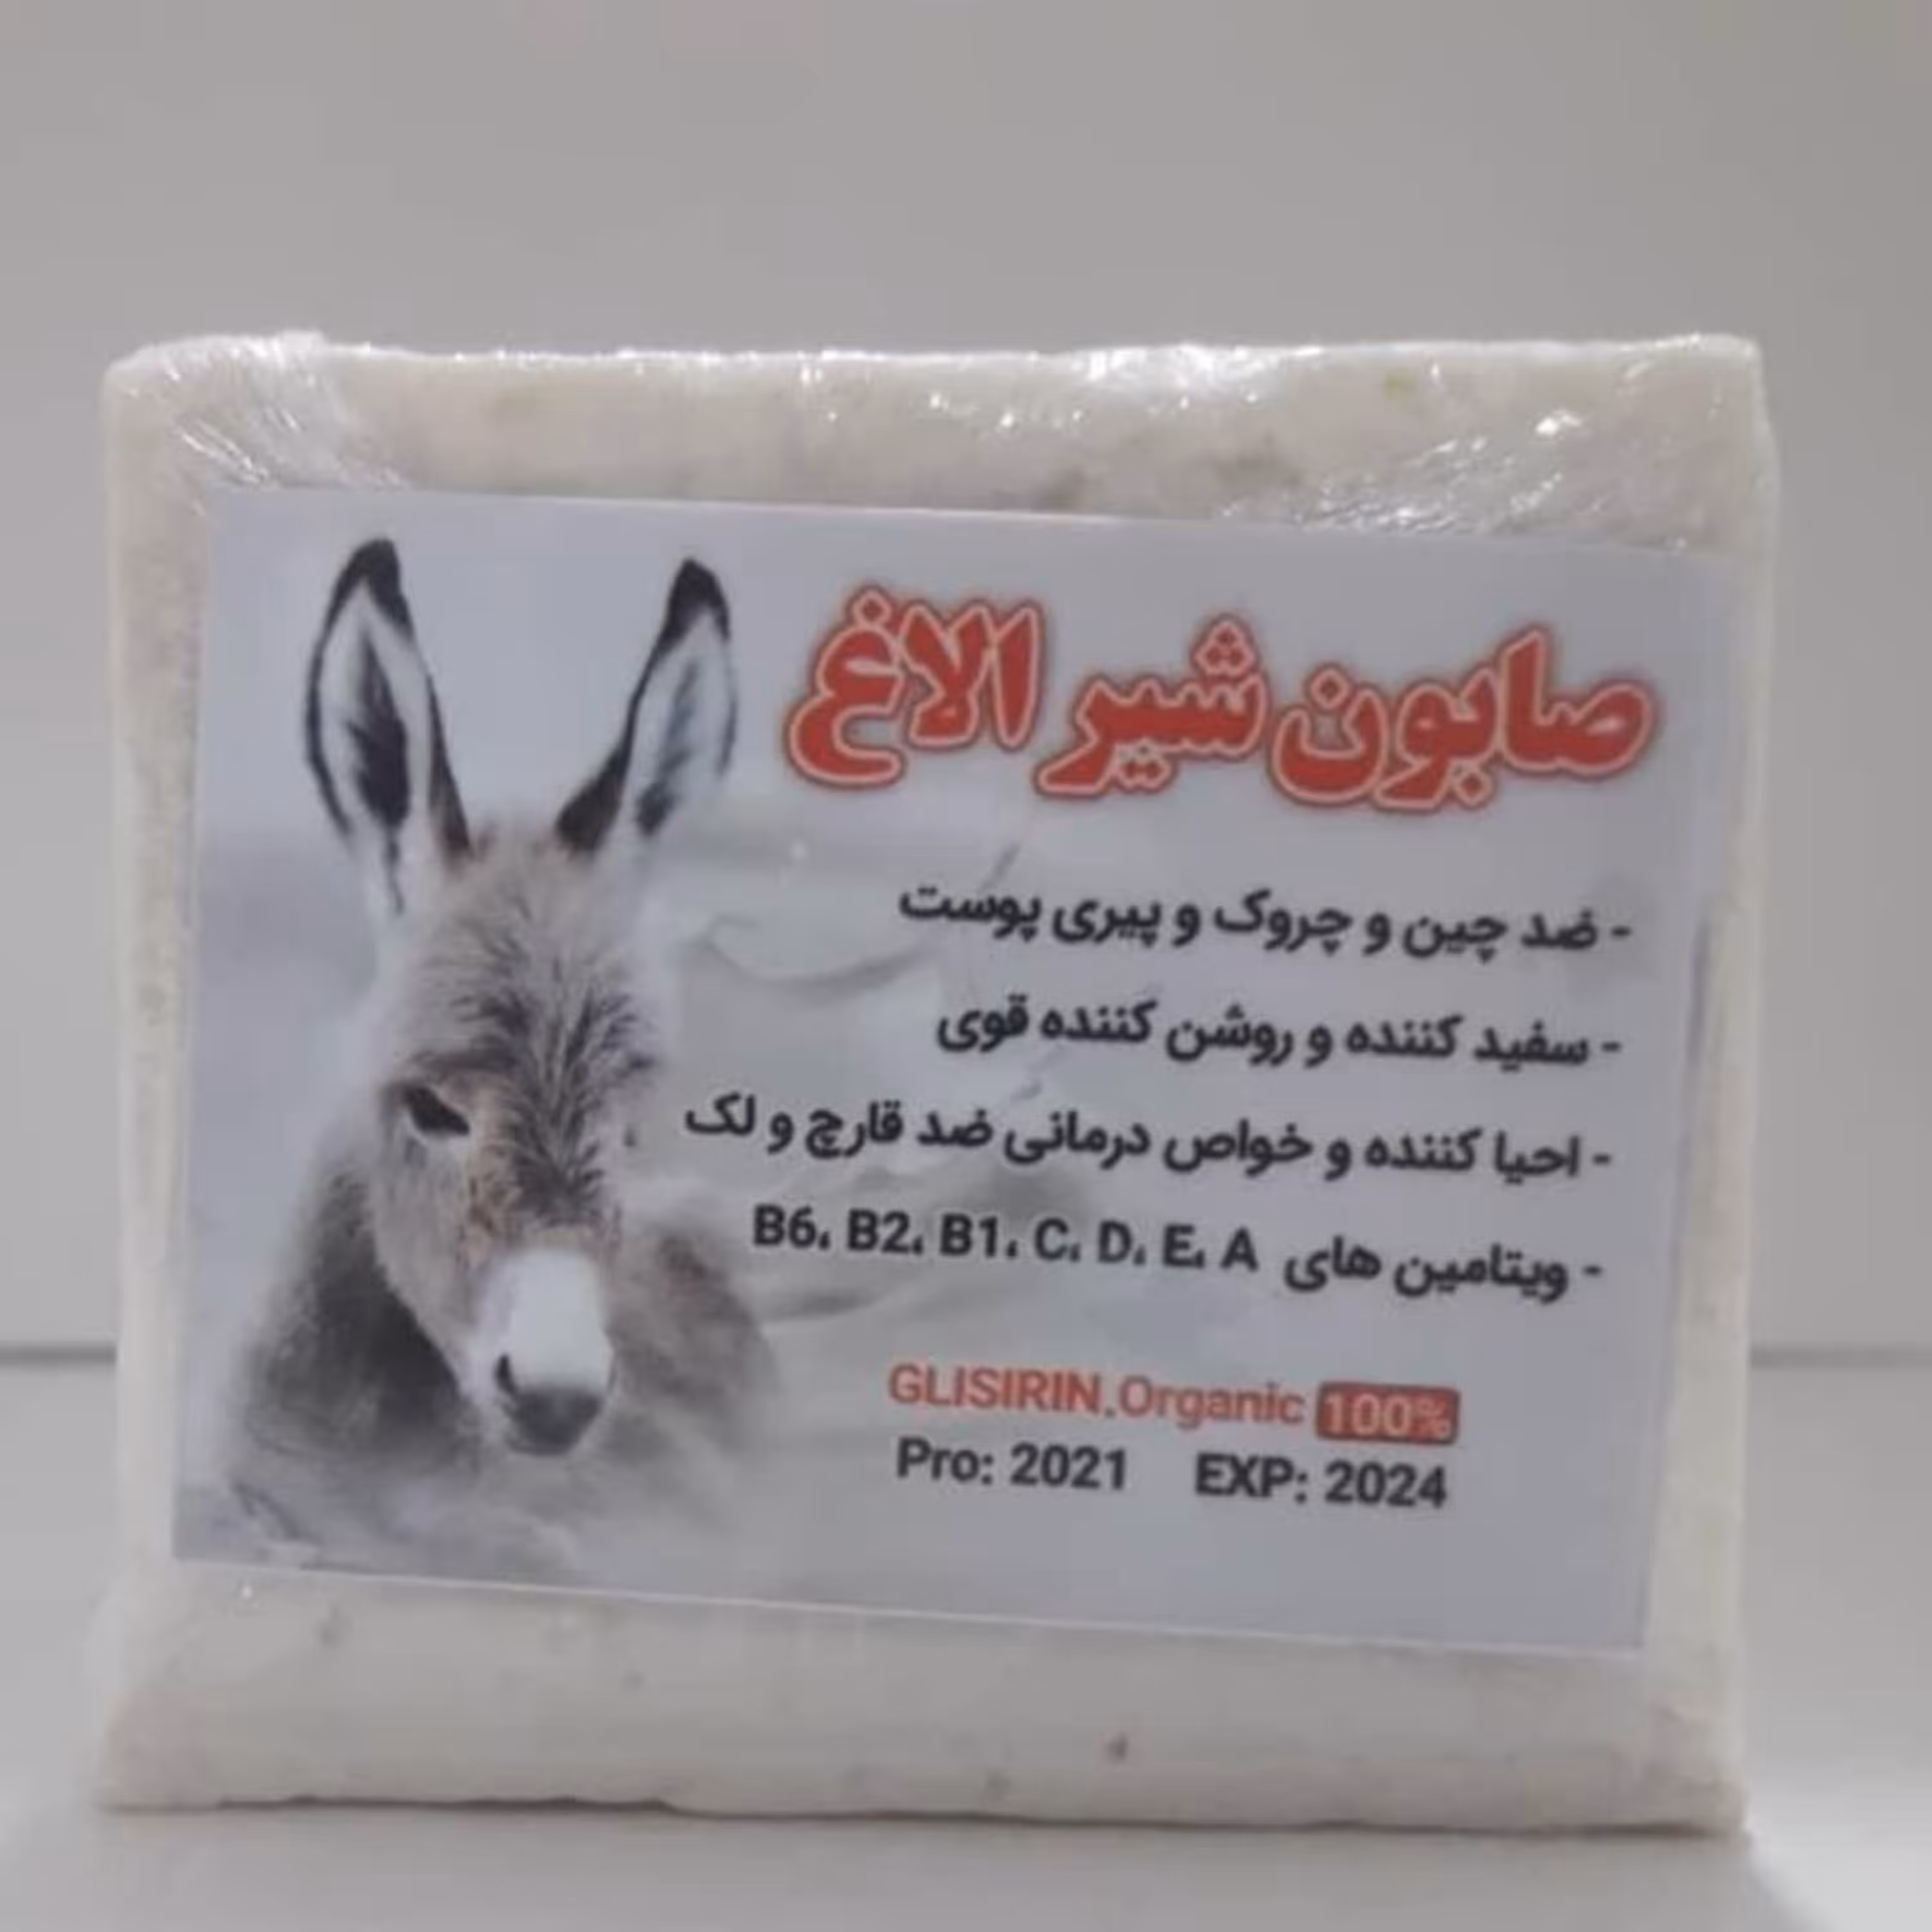 صابون شیر الاغ
- ضد چین و چروک و پیری پوست
- سفید کننده و روشن کننده قوی
- احیا کننده و خواص درمانی ضد قارچ و لک
- ویتامین های B6، B2، B1، C، D، E، A
GLISIRIN.Organic 100%
Pro: 2021 EXP: 2024